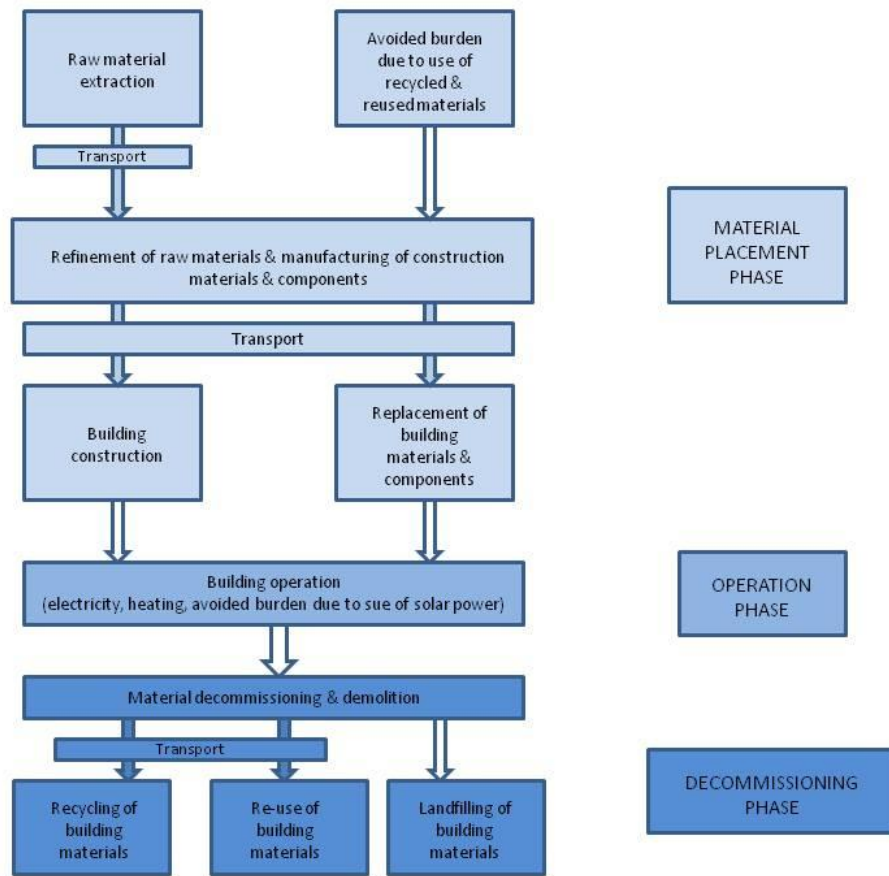 Raw material
extraction
Avoided burden
due to use of
recycled &
reused materials
Transport
Refinement of raw materials & manufacturing of construction
materials & components
MATERIAL
PLACEMENT
PHASE
Transport
Building
construction
Replacement of
building
materials &
components
Building operation
(electricity, heating, avoided burden due to sue of solar power)
OPERATION
PHASE
Material decommissioning & demolition
Transport
Recycling of
building
materials
Re-use of
building
materials
Landfilling of
building
materials
DECOMMISSIONING
PHASE